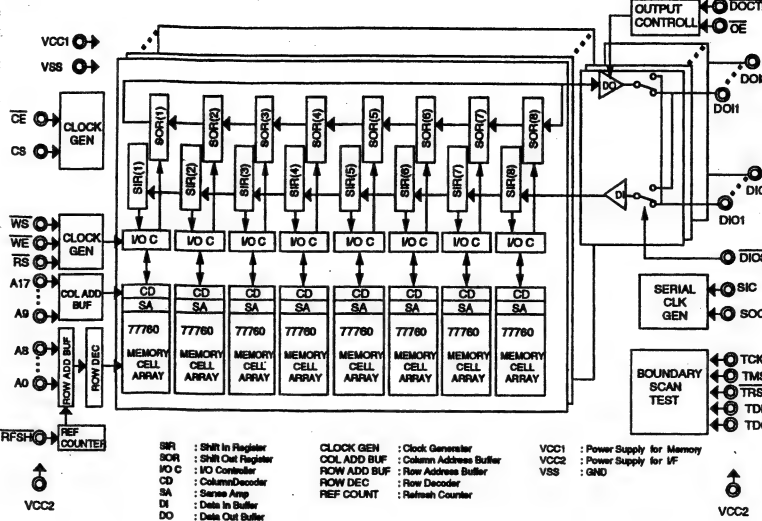 OUTPUT CONTROLL
OE
VCC1
VSS
CE
CS
CLOCK GEN
SOR(1) SOR(2) SOR(3) SOR(4) SOR(5) SOR(6) SOR(7) SOR(8)
DO
DOI1
SIR(1) SIR(2) SIR(3) SIR(4) SIR(5) SIR(6) SIR(7) SIR(8)
DI
DIO1
WS
WE
RS
CLOCK GEN
I/O C I/O C I/O C I/O C I/O C I/O C I/O C I/O C
A17
A9
COL ADD BUF
CD CD CD CD CD CD CD CD
SA SA SA SA SA SA SA SA
77760 77760 77760 77760 77760 77760 77760 77760
MEMORY CELL ARRAY MEMORY CELL ARRAY MEMORY CELL ARRAY MEMORY CELL ARRAY MEMORY CELL ARRAY MEMORY CELL ARRAY MEMORY CELL ARRAY MEMORY CELL ARRAY
SERIAL CLK GEN
SIC
A8
A0
ROW ADD BUF
ROW DEC
BOUNDARY SCAN TEST
TCK
RFSH
REF COUNTER
VCC2
SIR : Shift In Register
SOR : Shift Out Register
I/O C : I/O Controller
CD : ColumnDecoder
SA : Sense Amp
DI : Data In Buffer
DO : Data Out Buffer
CLOCK GEN : Clock Generator
COL ADD BUF : Column Address Buffer
ROW ADD BUF : Row Address Buffer
ROW DEC : Row Decoder
REF COUNT : Refresh Counter
VCC1 : Power Supply for Memory
VCC2 : Power Supply for I/F
VSS : GND
VCC2